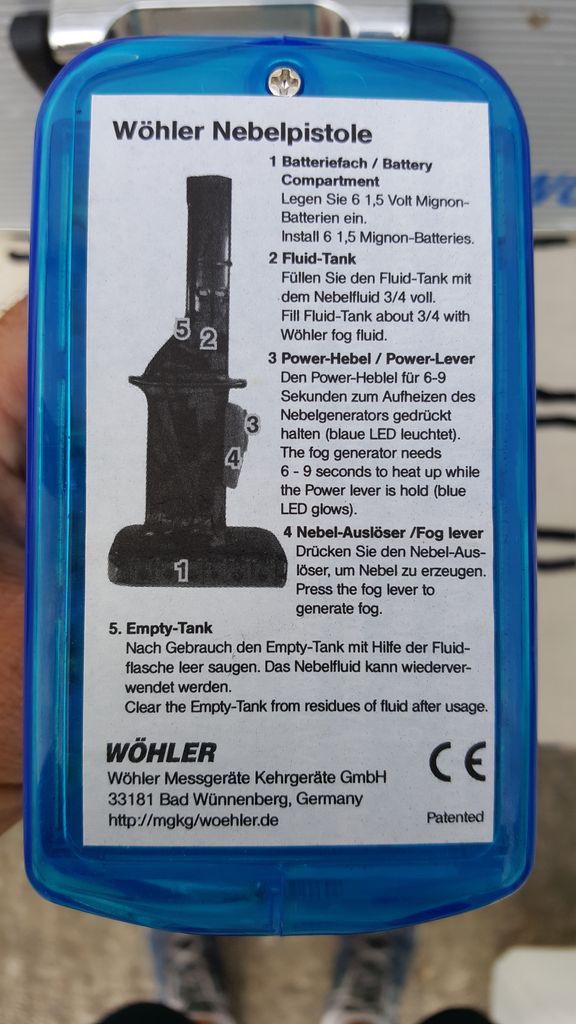 Wöhler Nebelpistole
1 Batteriefach / Battery
Compartment
Legen Sie 6 1,5 Volt Mignon-
Batterien ein.
Install 6 1,5 Mignon-Batteries.
2 Fluid-Tank
Füllen Sie den Fluid-Tank mit
dem Nebelfluid 3/4 voll.
Fill Fluid-Tank about 3/4 with
Wöhler fog fluid.
3 Power-Hebel / Power-Lever
Den Power-Heblel für 6-9
Sekunden zum Aufheizen des
Nebelgenerators gedrückt
halten (blaue LED leuchtet).
The fog generator needs
6 - 9 seconds to heat up while
the Power lever is hold (blue
LED glows).
4 Nebel-Auslöser /Fog lever
Drücken Sie den Nebel-Aus-
löser, um Nebel zu erzeugen.
Press the fog lever to
generate fog.
5. Empty-Tank
Nach Gebrauch den Empty-Tank mit Hilfe der Fluid-
flasche leer saugen. Das Nebelfluid kann wiederver-
wendet werden.
Clear the Empty-Tank from residues of fluid after usage.
5
2
3
4
1
WÖHLER
Wöhler Messgeräte Kehrgeräte GmbH
33181 Bad Wünnenberg, Germany
http://mgkg/woehler.de
CE
Patented